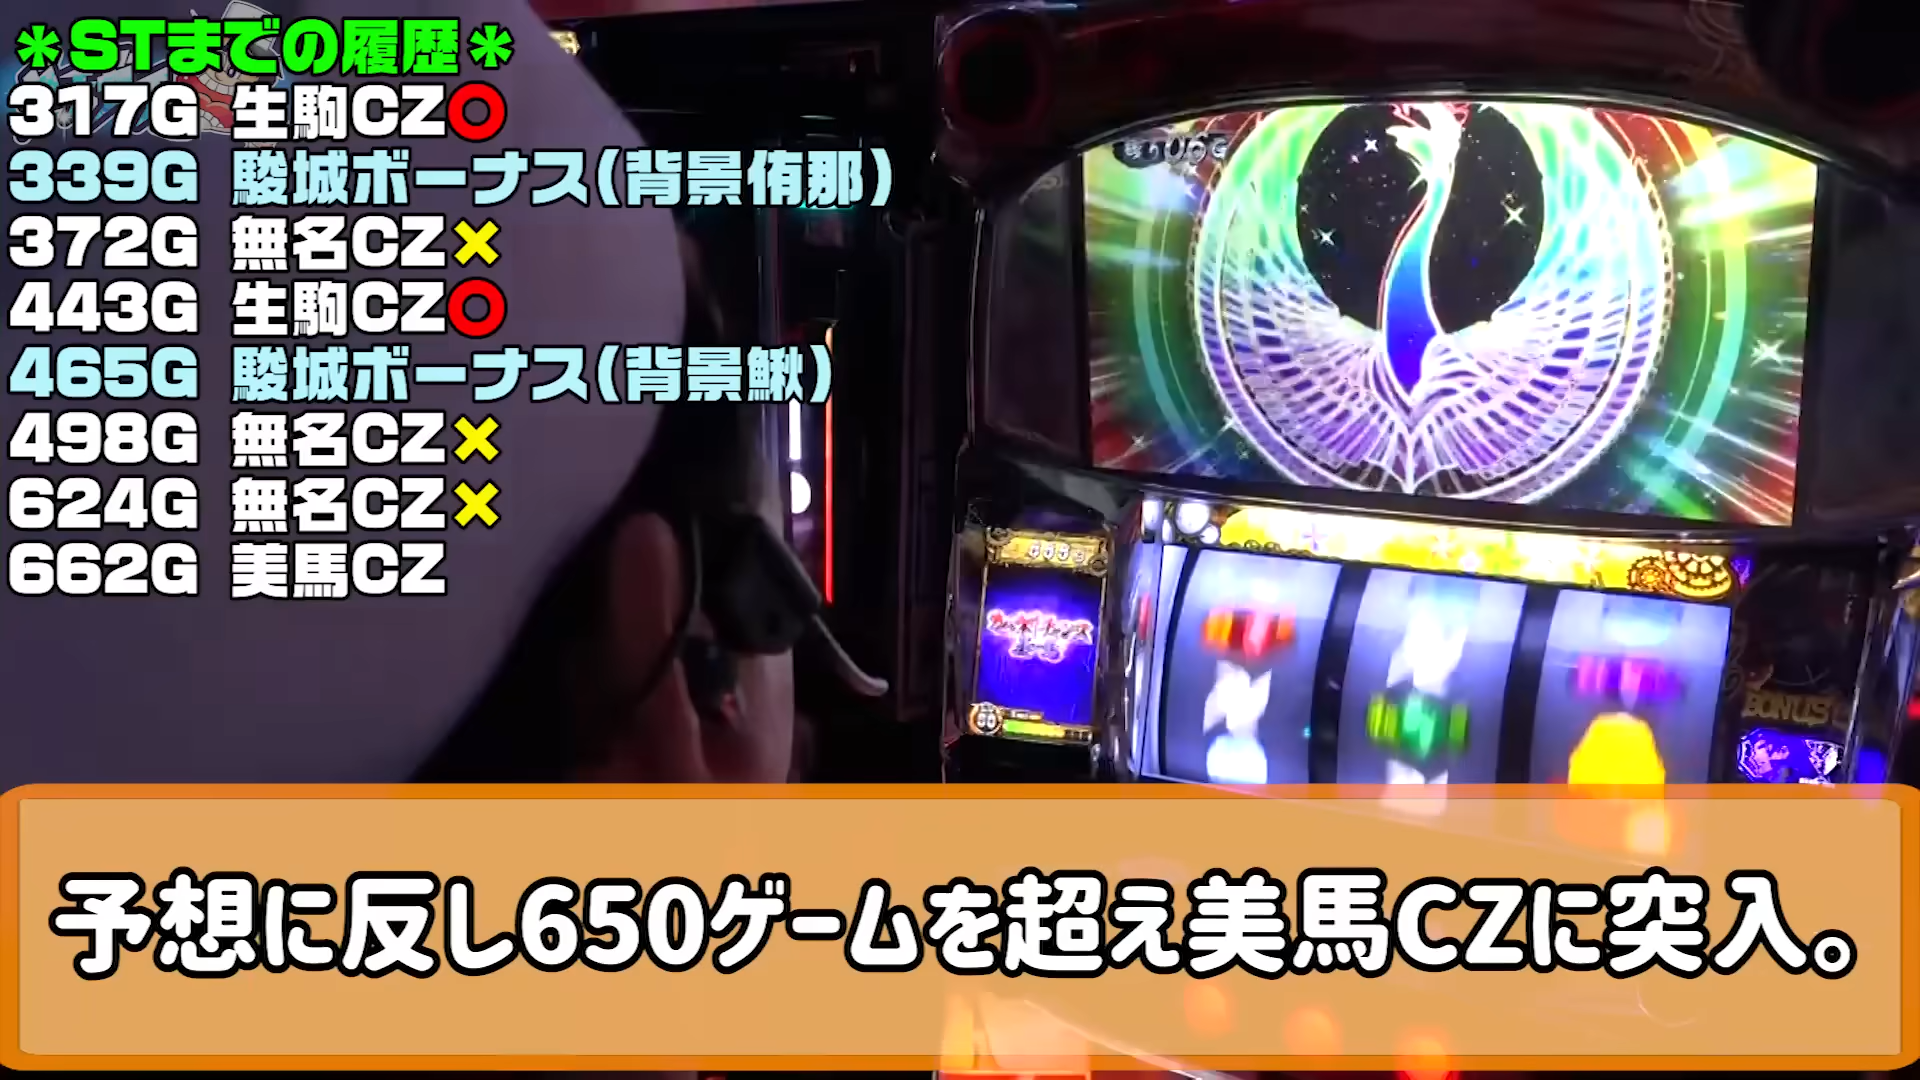 ＊STまでの履歴＊
317G 生駒CZ○
339G 駿城ボーナス(背景侑那)
372G 無名CZ×
443G 生駒CZ○
465G 駿城ボーナス(背景鰍)
498G 無名CZ×
624G 無名CZ×
662G 美馬CZ
BONUS
予想に反し650ゲームを超え美馬CZに突入。